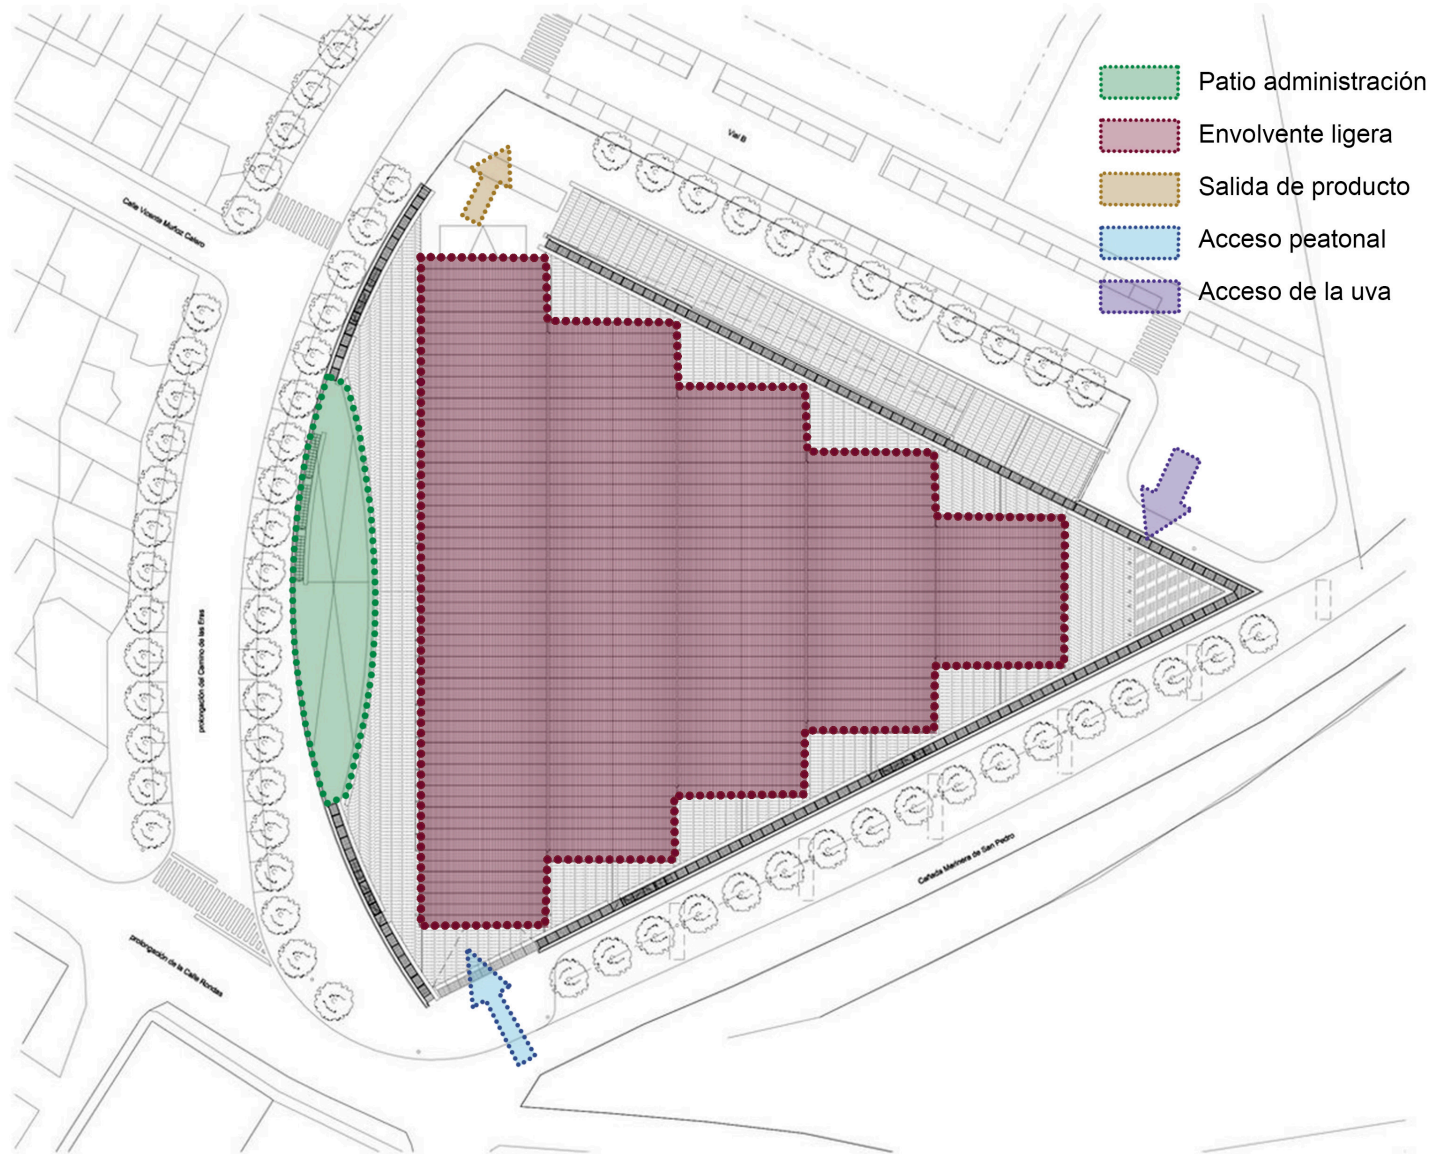 Patio administración
Envolvente ligera
Salida de producto
Acceso peatonal
Acceso de la uva
Vial B
Calle Vicente Muñoz Calero
prolongación del Camino de las Eras
Cañada Merinera de San Pedro
prolongación de la Calle Rondas